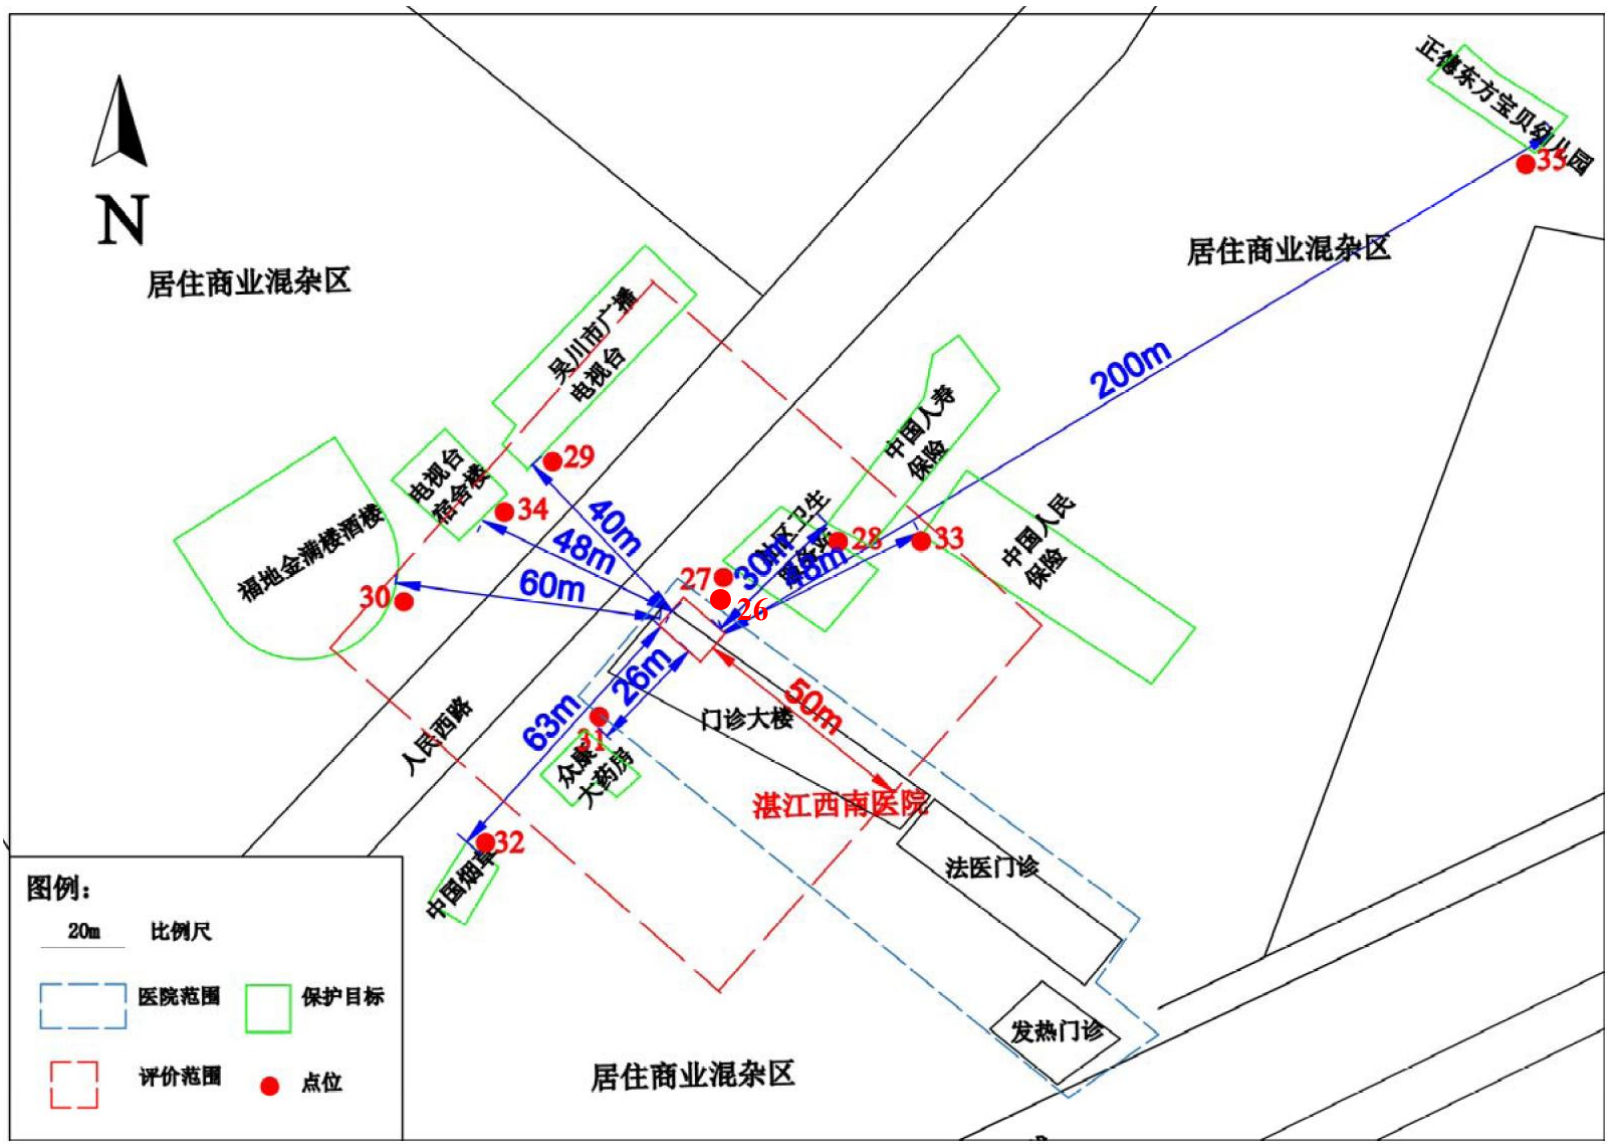 正德东方宝贝幼儿园
35
N
居住商业混杂区
居住商业混杂区
吴川市广播
电视台
200m
中国人寿
保险
29
电视台
宿舍楼
34
40m
48m
60m
福地金满楼酒楼
30
社区卫生
服务站
28
33
中国人民
保险
27
30m
48m
26
26m
63m
50m
人民西路
31
众康
大药房
门诊大楼
湛江西南医院
32
中国烟草
法医门诊
发热门诊
居住商业混杂区
图例：
20m 比例尺
医院范围 保护目标
评价范围 点位